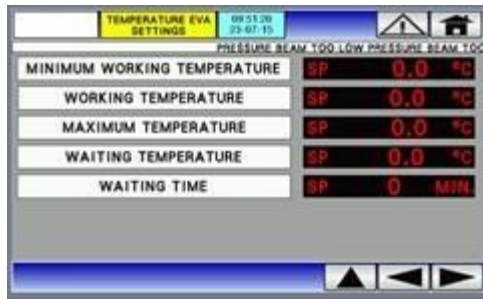 TEMPERATURE EVA
SETTINGS
09:51:20
23-07-15
PRESSURE BEAM TOO LOW PRESSURE BEAM TOO
MINIMUM WORKING TEMPERATURE SP 0.0 °C
WORKING TEMPERATURE SP 0.0 °C
MAXIMUM TEMPERATURE SP 0.0 °C
WAITING TEMPERATURE SP 0.0 °C
WAITING TIME SP 0 MIN.